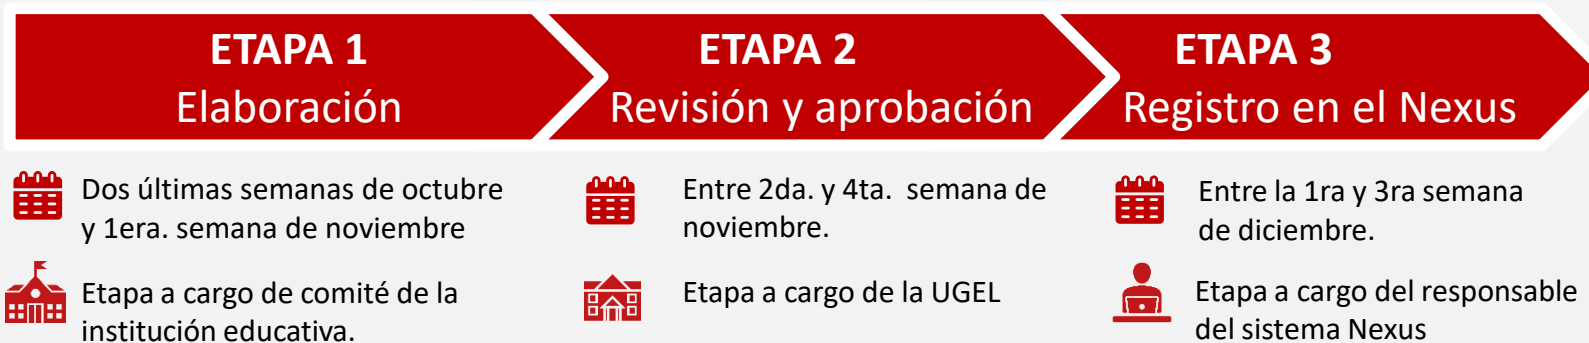 ETAPA 1
Elaboración
Dos últimas semanas de octubre
y 1era. semana de noviembre
Etapa a cargo de comité de la
institución educativa.
ETAPA 2
Revisión y aprobación
Entre 2da. y 4ta. semana de
noviembre.
Etapa a cargo de la UGEL
ETAPA 3
Registro en el Nexus
Entre la 1ra y 3ra semana
de diciembre.
Etapa a cargo del responsable
del sistema Nexus